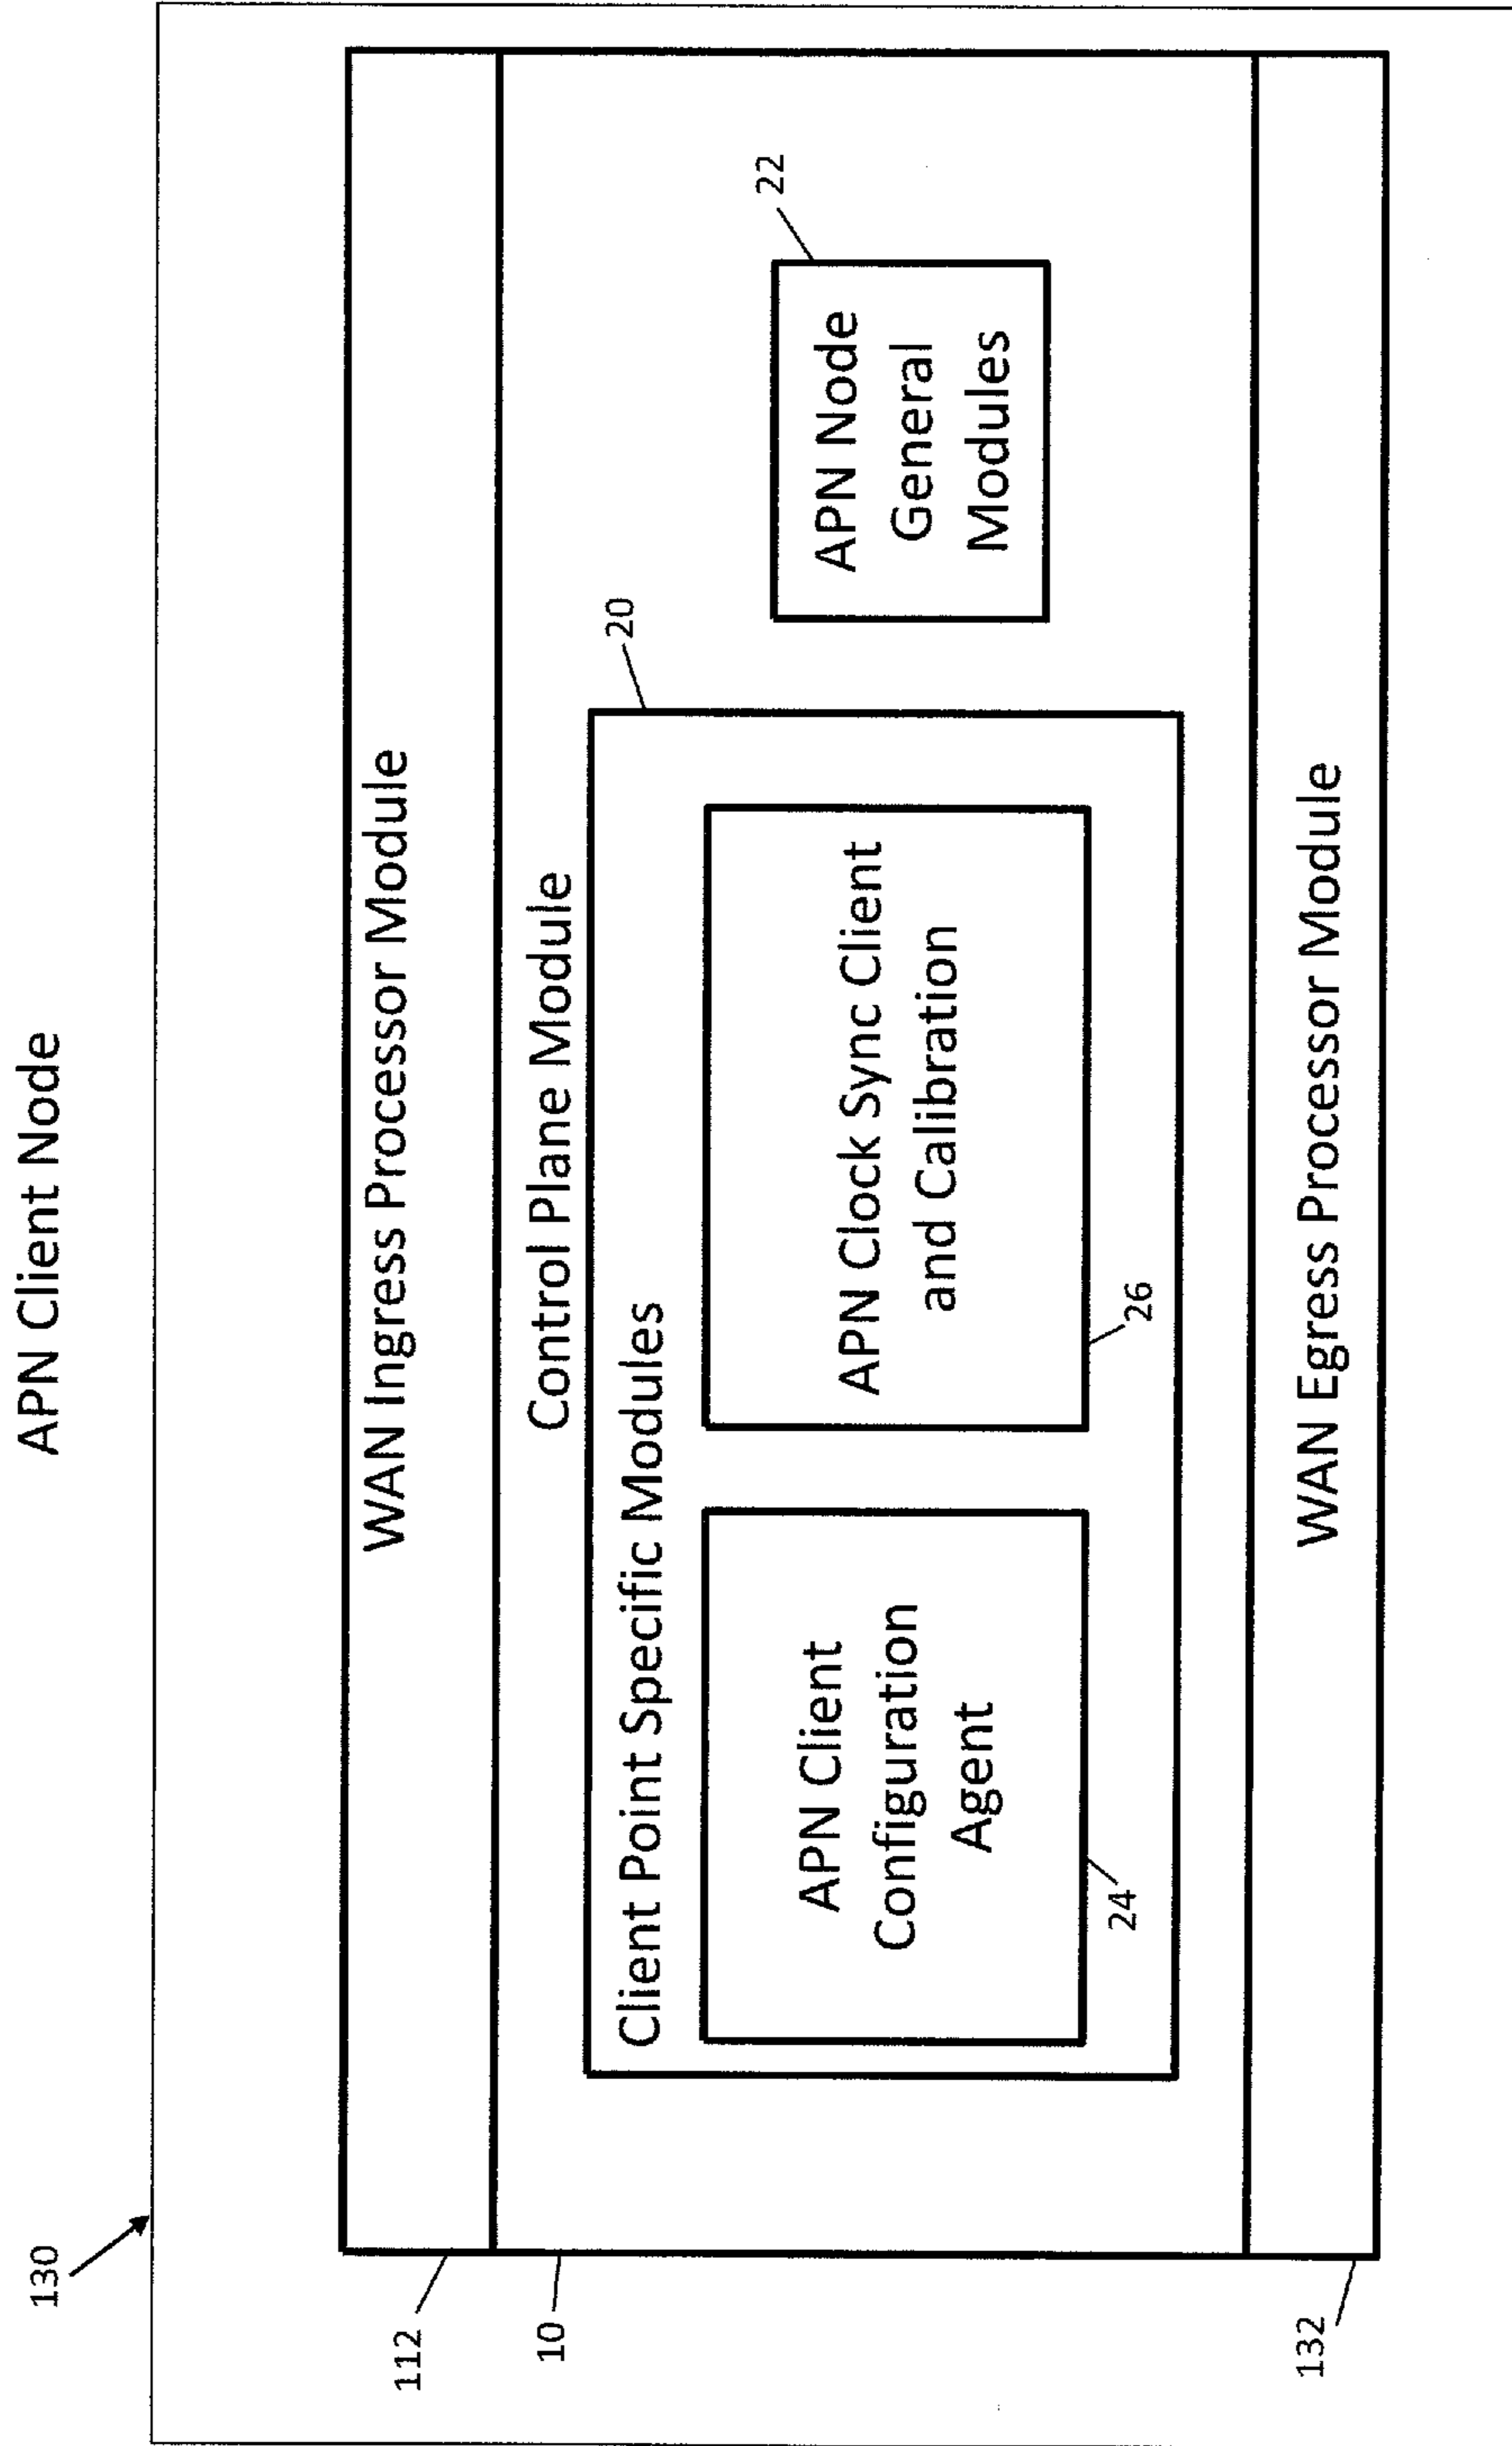 APN Client Node
130
WAN Ingress Processor Module
112
Control Plane Module
10
Client Point Specific Modules
20
APN Client
Configuration
Agent
24
APN Clock Sync Client
and Calibration
26
APN Node
General
Modules
22
WAN Egress Processor Module
132